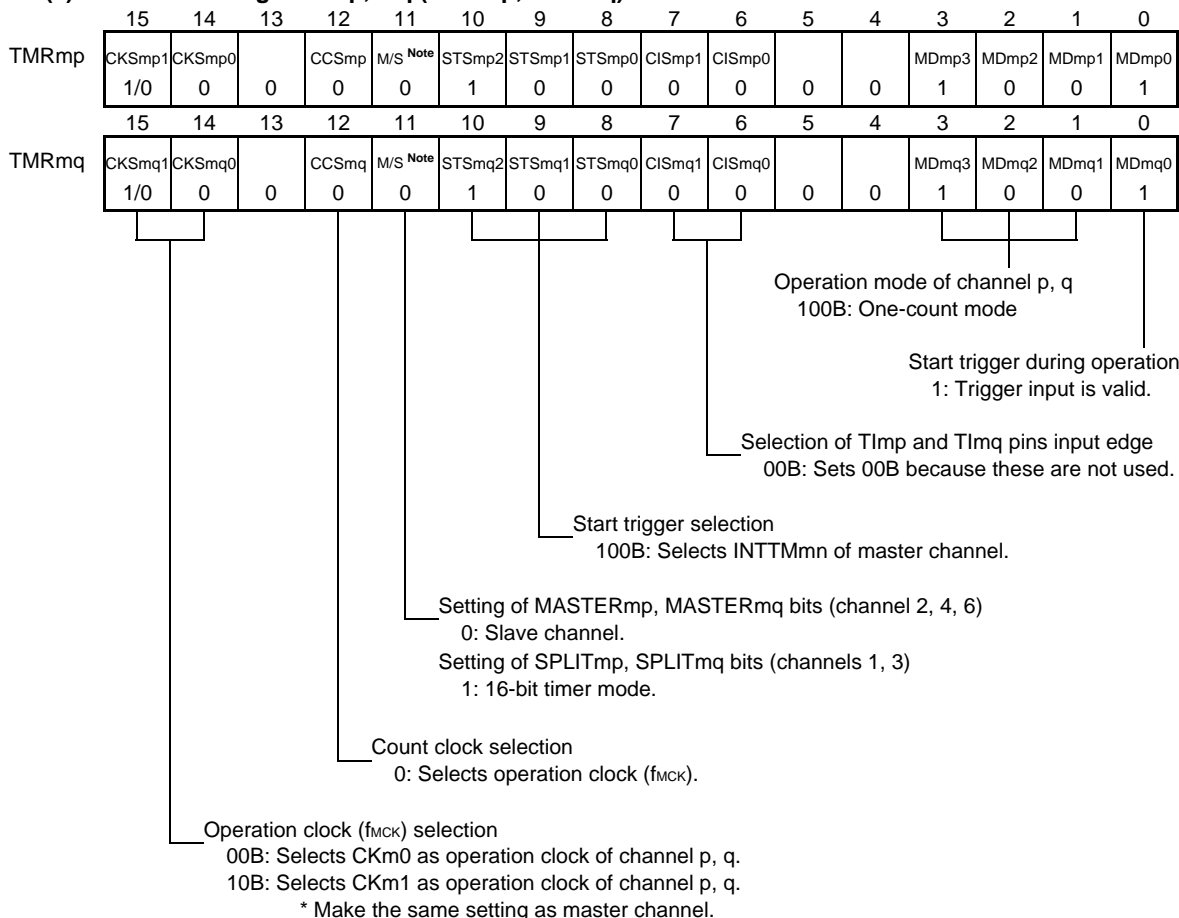 15 14 13 12 11 10 9 8 7 6 5 4 3 2 1 0
TMRmp CKSmp1 CKSmp0 CCSmp M/S Note STSmp2 STSmp1 STSmp0 CISmp1 CISmp0 MDmp3 MDmp2 MDmp1 MDmp0
1/0 0 0 0 0 1 0 0 0 0 0 0 1 0 0 1
15 14 13 12 11 10 9 8 7 6 5 4 3 2 1 0
TMRmq CKSmq1 CKSmq0 CCSmq M/S Note STSmq2 STSmq1 STSmq0 CISmq1 CISmq0 MDmq3 MDmq2 MDmq1 MDmq0
1/0 0 0 0 0 1 0 0 0 0 0 0 1 0 0 1
Operation mode of channel p, q
100B: One-count mode
Start trigger during operation
1: Trigger input is valid.
Selection of TImp and TImq pins input edge
00B: Sets 00B because these are not used.
Start trigger selection
100B: Selects INTTMmn of master channel.
Setting of MASTERmp, MASTERmq bits (channel 2, 4, 6)
0: Slave channel.
Setting of SPLITmp, SPLITmq bits (channels 1, 3)
1: 16-bit timer mode.
Count clock selection
0: Selects operation clock (fMCK).
Operation clock (fMCK) selection
00B: Selects CKm0 as operation clock of channel p, q.
10B: Selects CKm1 as operation clock of channel p, q.
* Make the same setting as master channel.